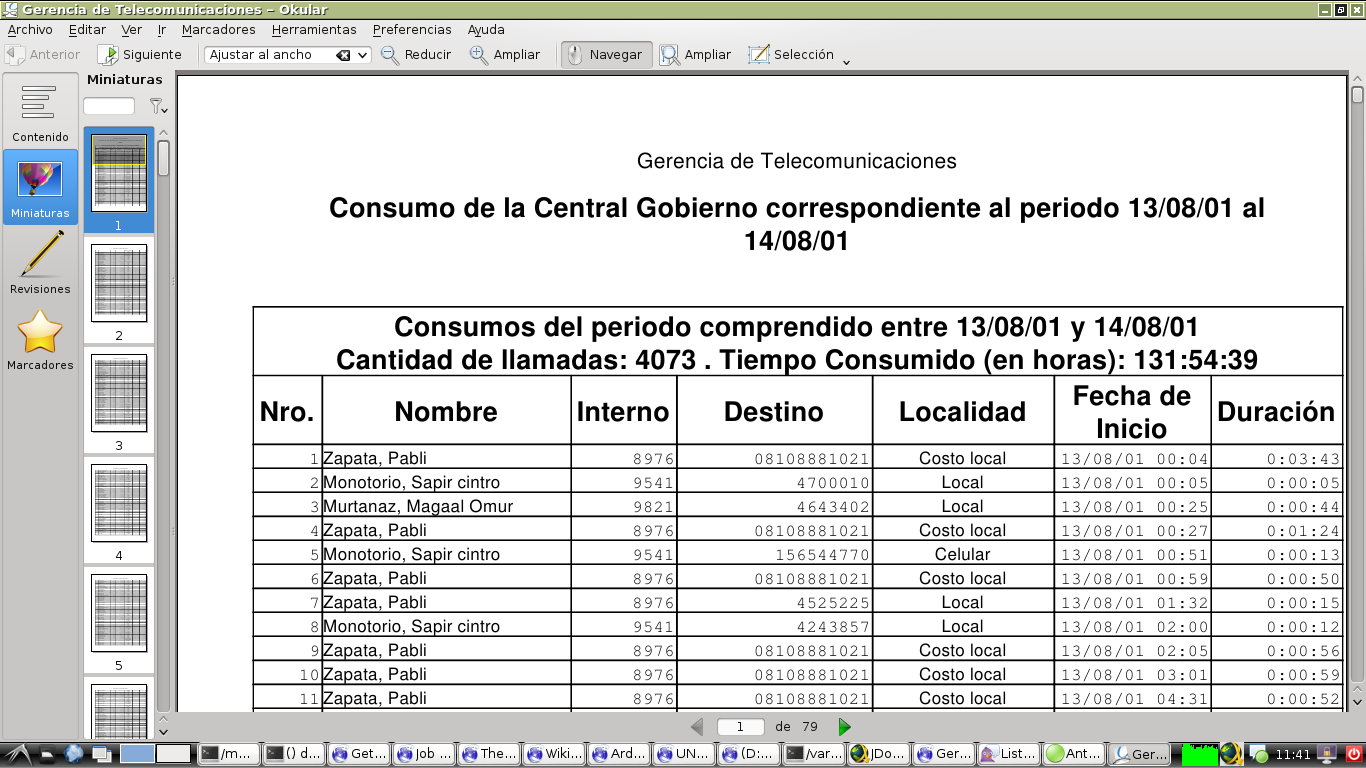 Gerencia de Telecomunicaciones – Okular
Archivo Editar Ver Ir Marcadores Herramientas Preferencias Ayuda
Anterior Siguiente Ajustar al ancho Reducir Ampliar Navegar Ampliar Selección
Miniaturas
Contenido
Miniaturas
Revisiones
Marcadores
1
2
3
4
5
Gerencia de Telecomunicaciones
Consumo de la Central Gobierno correspondiente al periodo 13/08/01 al
14/08/01
Consumos del periodo comprendido entre 13/08/01 y 14/08/01
Cantidad de llamadas: 4073 . Tiempo Consumido (en horas): 131:54:39
Nro. Nombre Interno Destino Localidad Fecha de Inicio Duración
1 Zapata, Pabli 8976 08108881021 Costo local 13/08/01 00:04 0:03:43
2 Monotorio, Sapir cintro 9541 4700010 Local 13/08/01 00:05 0:00:05
3 Murtanaz, Magaal Omur 9821 4643402 Local 13/08/01 00:25 0:00:44
4 Zapata, Pabli 8976 08108881021 Costo local 13/08/01 00:27 0:01:24
5 Monotorio, Sapir cintro 9541 156544770 Celular 13/08/01 00:51 0:00:13
6 Zapata, Pabli 8976 08108881021 Costo local 13/08/01 00:59 0:00:50
7 Zapata, Pabli 8976 4525225 Local 13/08/01 01:32 0:00:15
8 Monotorio, Sapir cintro 9541 4243857 Local 13/08/01 02:00 0:00:12
9 Zapata, Pabli 8976 08108881021 Costo local 13/08/01 02:05 0:00:56
10 Zapata, Pabli 8976 08108881021 Costo local 13/08/01 03:01 0:00:59
11 Zapata, Pabli 8976 08108881021 Costo local 13/08/01 04:31 0:00:52
1 de 79
/m... () d... Get... Job ... The... Wiki... Ard... UN... (D:... /var... JDo... Ger... List... Ant... Ger... 11:41